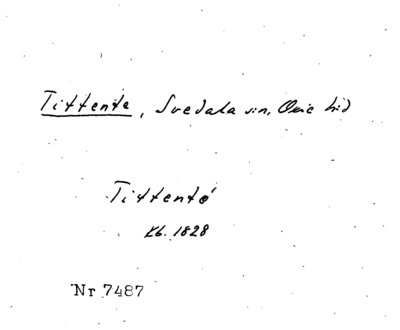 Tittente, Svedala sn, Oxie hd
Tittentó
Kb. 1828
Nr 7487